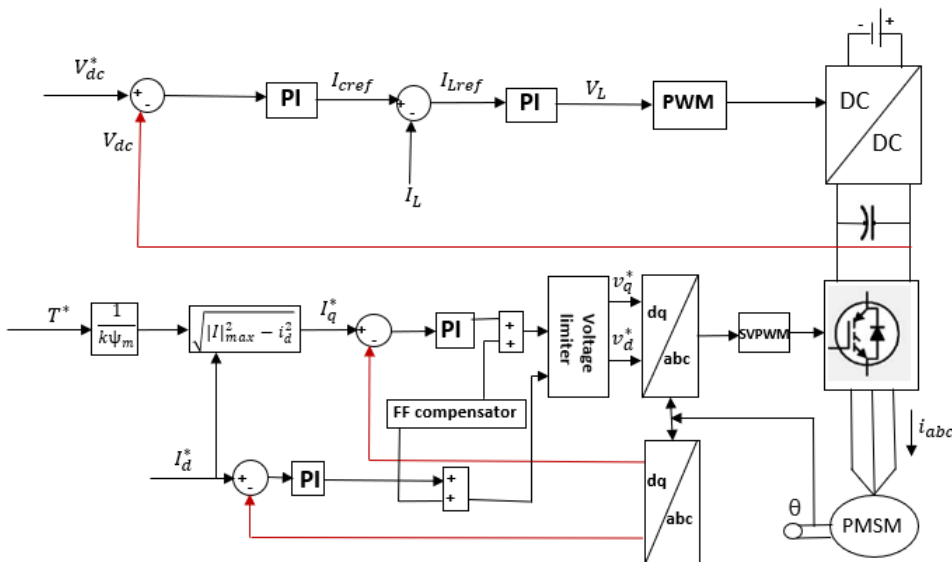 - +
V*dc
+
-
PI
Icref
+
-
ILref
PI
VL
PWM
DC
DC
Vdc
IL
T*
1
kψm
√|I|²max − i²d
I*q
+
-
PI
+
+
Voltage limiter
v*q
v*d
dq
abc
SVPWM
FF compensator
iabc
I*d
+
-
PI
+
+
dq
abc
θ
PMSM